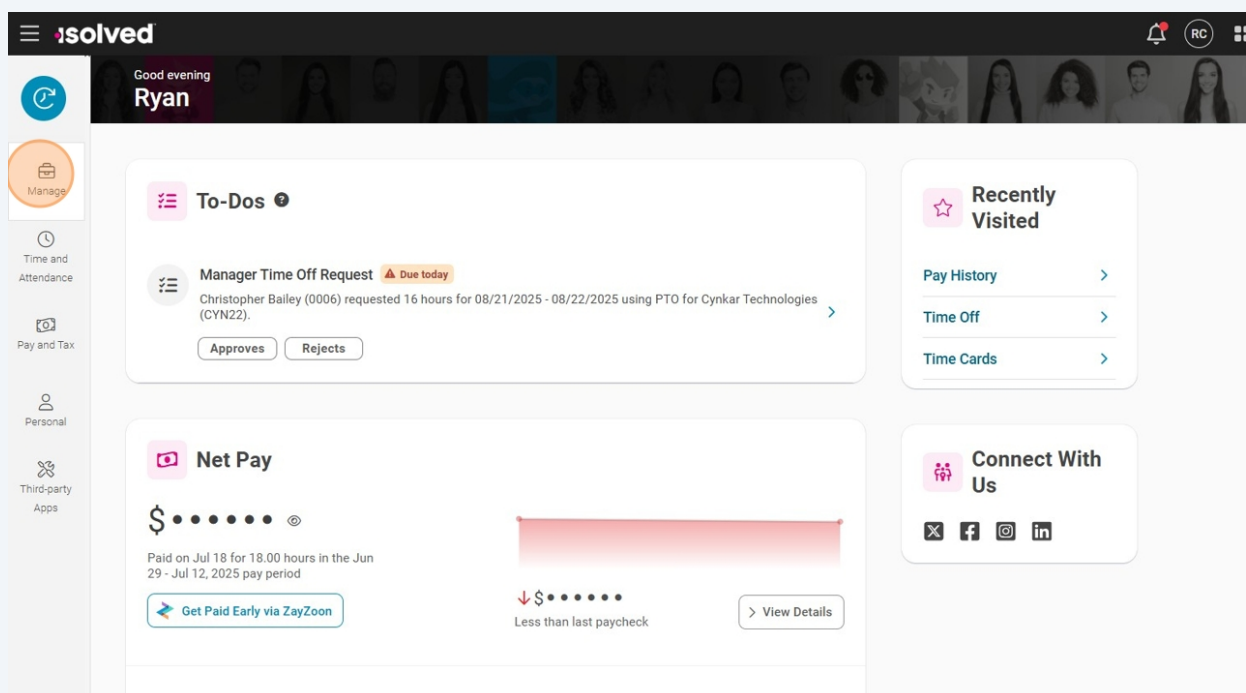 isolved
RC
Good evening
Ryan
Manage
Time and
Attendance
Pay and Tax
Personal
Third-party
Apps
To-Dos ?
Manager Time Off Request Due today
Christopher Bailey (0006) requested 16 hours for 08/21/2025 - 08/22/2025 using PTO for Cynkar Technologies
(CYN22).
Approves Rejects
Net Pay
$••••••
Paid on Jul 18 for 18.00 hours in the Jun
29 - Jul 12, 2025 pay period
Get Paid Early via ZayZoon
$••••••
Less than last paycheck
View Details
Recently
Visited
Pay History
Time Off
Time Cards
Connect With
Us